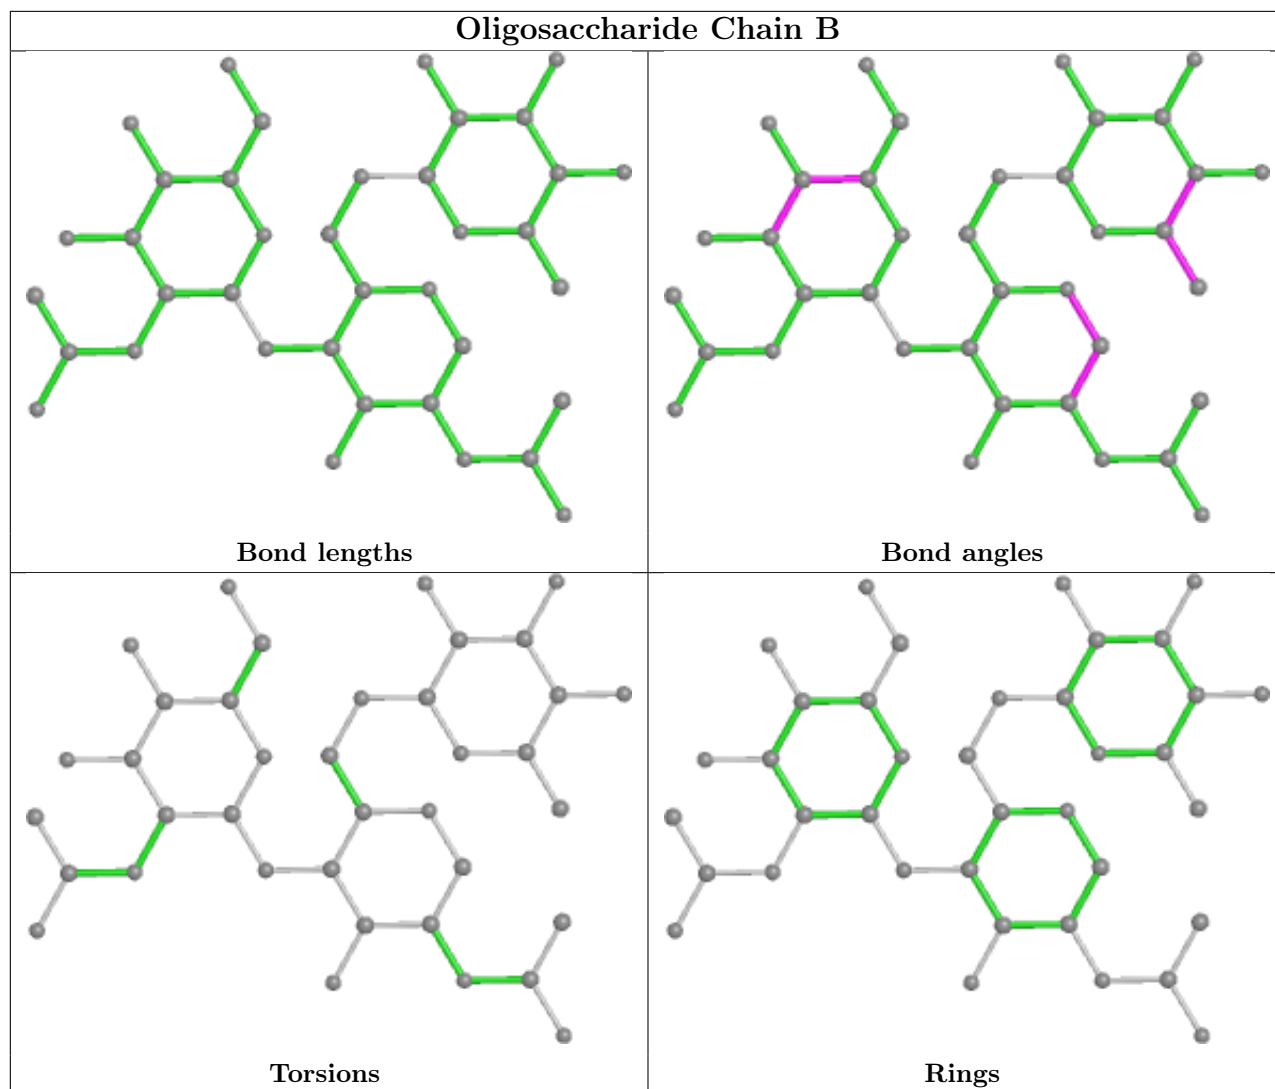 Oligosaccharide Chain B
Bond lengths
Bond angles
Torsions
Rings